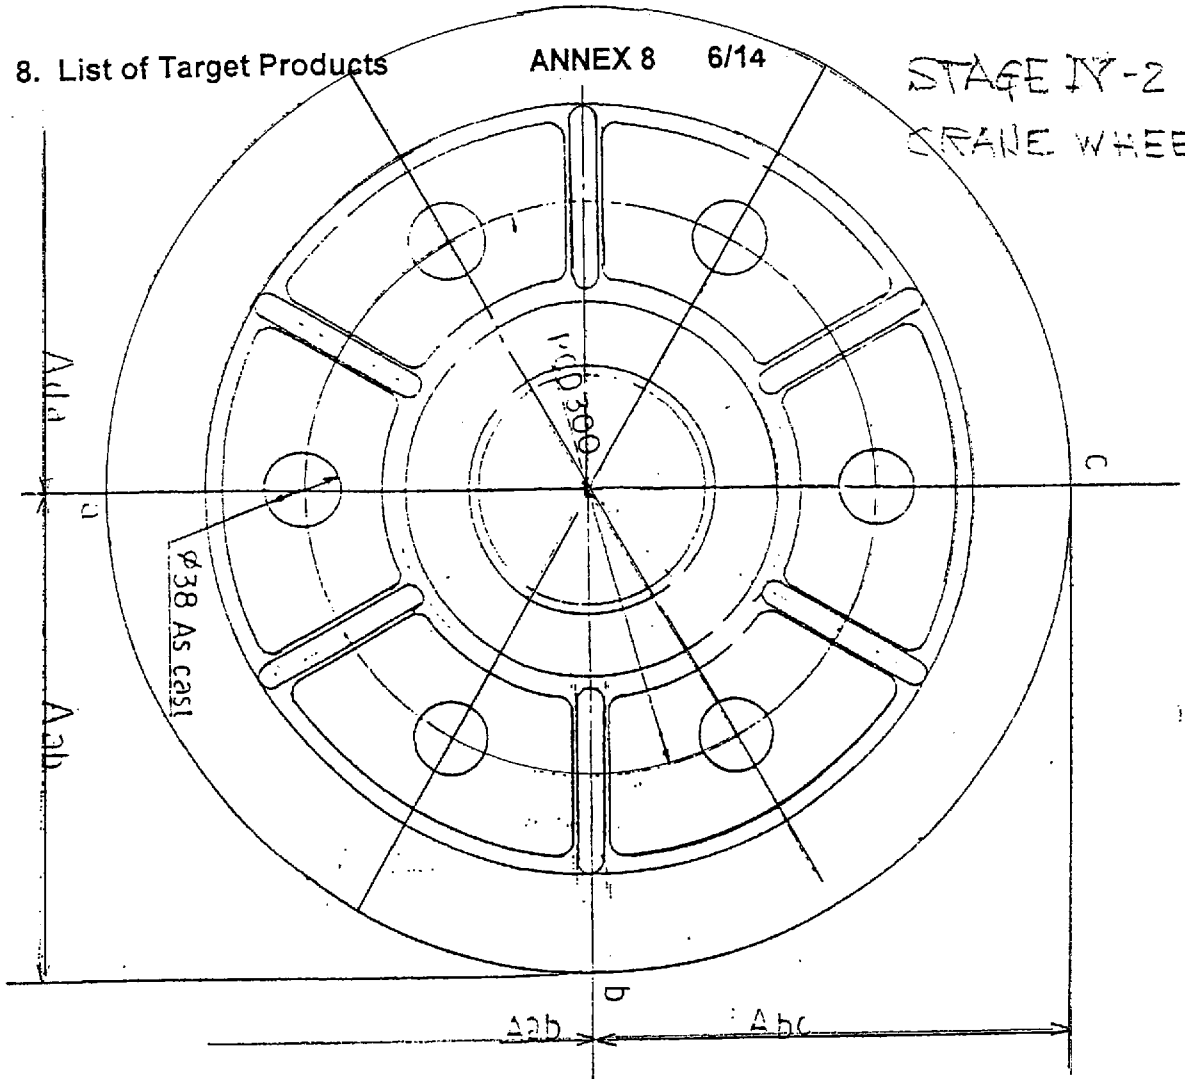 8. List of Target Products
ANNEX 8 6/14
STAGE IV-2
CRANE WHEE
PCD 300
c
a
Ø38 As cast
Aab
b
Aab
Abc